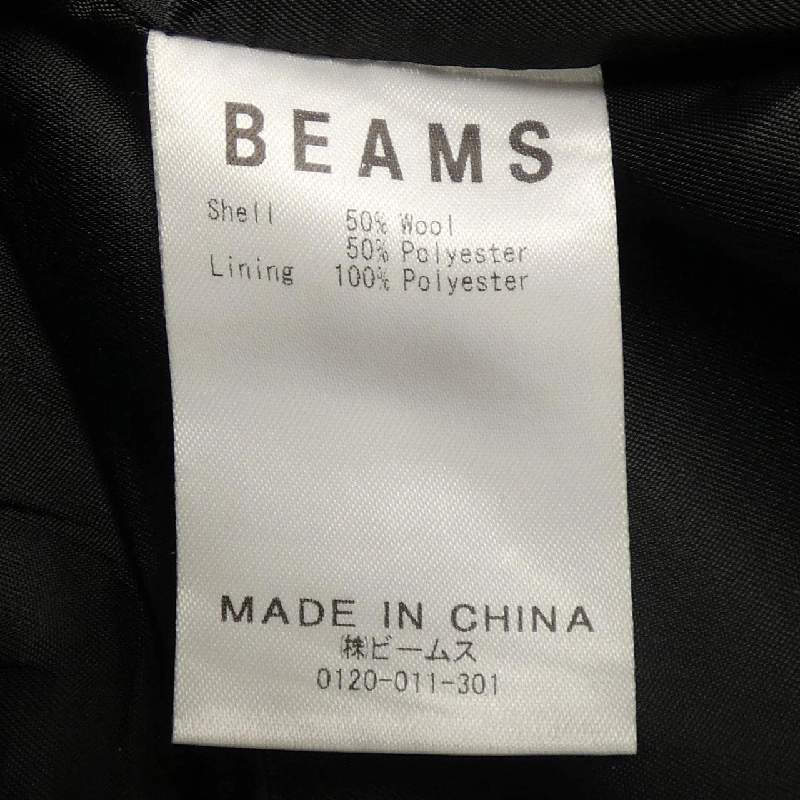 BEAMS
Shell 50% Wool
50% Polyester
Lining 100% Polyester
MADE IN CHINA
㈱ビームス
0120-011-301